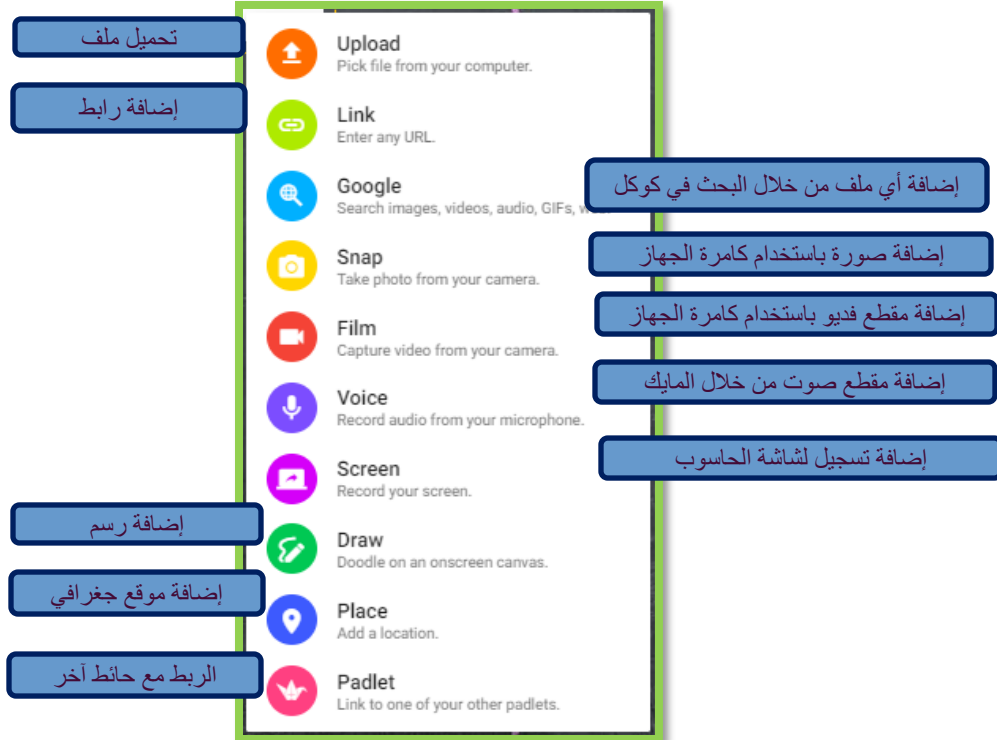 تحميل ملف
Upload
Pick file from your computer.
إضافة رابط
Link
Enter any URL.
Google
Search images, videos, audio, GIFs,
إضافة أي ملف من خلال البحث في كوكل
Snap
Take photo from your camera.
إضافة صورة باستخدام كامرة الجهاز
Film
Capture video from your camera.
إضافة مقطع فديو باستخدام كامرة الجهاز
Voice
Record audio from your microphone.
إضافة مقطع صوت من خلال المايك
Screen
Record your screen.
إضافة تسجيل لشاشة الحاسوب
إضافة رسم
Draw
Doodle on an onscreen canvas.
إضافة موقع جغرافي
Place
Add a location.
الربط مع حائط آخر
Padlet
Link to one of your other padlets.